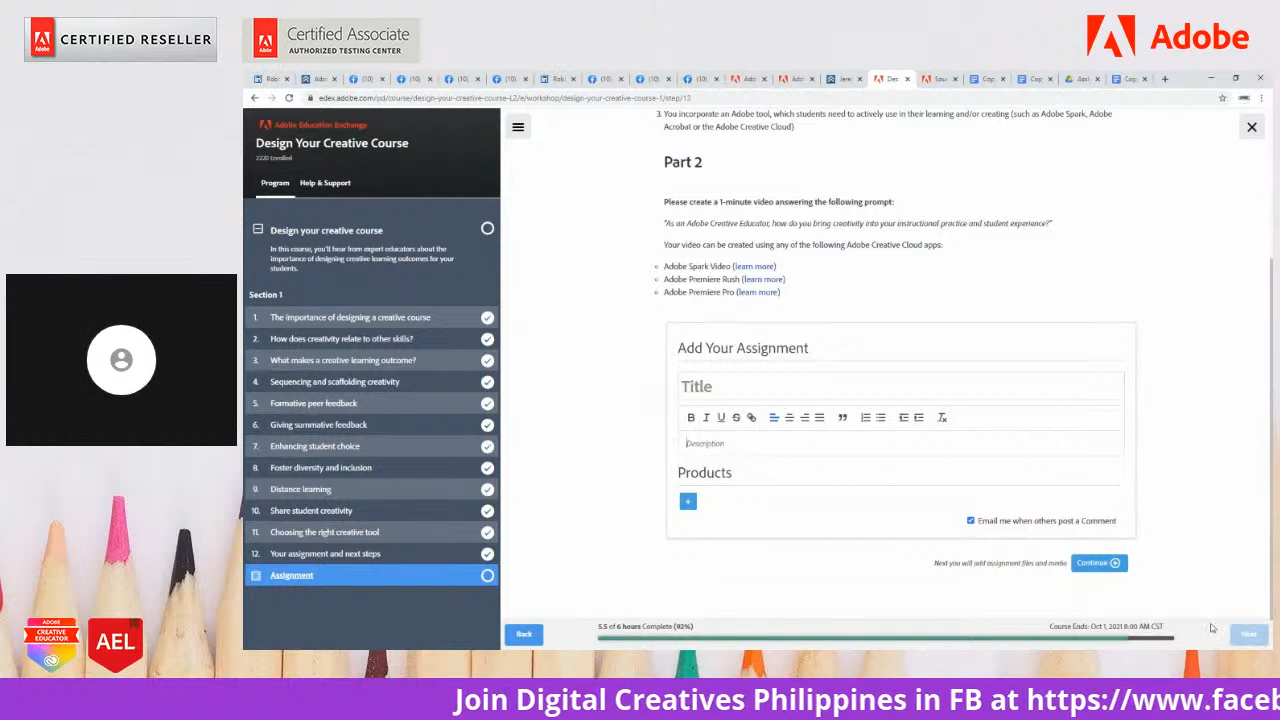 Adobe
CERTIFIED RESELLER
Adobe
Certified Associate
AUTHORIZED TESTING CENTER
Adobe
edex.adobe.com/pd/course/design-your-creative-course-L2/e/workshop/design-your-creative-course-1/step/13
Adobe Education Exchange
Design Your Creative Course
2220 Enrolled
Program
Help & Support
Design your creative course
In this course, you'll hear from expert educators about the
importance of designing creative learning outcomes for your
students.
Section 1
1. The importance of designing a creative course
2. How does creativity relate to other skills?
3. What makes a creative learning outcome?
4. Sequencing and scaffolding creativity
5. Formative peer feedback
6. Giving summative feedback
7. Enhancing student choice
8. Foster diversity and inclusion
9. Distance learning
10. Share student creativity
11. Choosing the right creative tool
12. Your assignment and next steps
Assignment
3. You incorporate an Adobe tool, which students need to actively use in their learning and/or creating (such as Adobe Spark, Adobe
Acrobat or the Adobe Creative Cloud)
Part 2
Please create a 1-minute video answering the following prompt:
"As an Adobe Creative Educator, how do you bring creativity into your instructional practice and student experience?"
Your video can be created using any of the following Adobe Creative Cloud apps:
Adobe Spark Video (learn more)
Adobe Premiere Rush (learn more)
Adobe Premiere Pro (learn more)
Add Your Assignment
Title
Description
Products
+
Email me when others post a Comment
Next you will add assignment files and media
Continue
Back
5.5 of 6 hours Complete (92%)
Course Ends: Oct 1, 2021 8:00 AM CST
Next
ADOBE
CREATIVE
EDUCATOR
AEL
Join Digital Creatives Philippines in FB at https://www.faceb